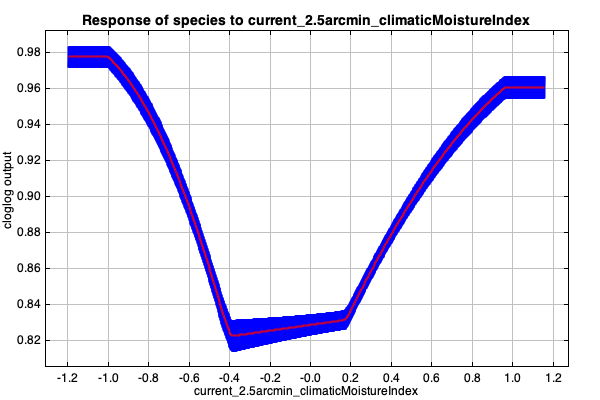 Response of species to current_2.5arcmin_climaticMoistureIndex
0.98
0.96
0.94
0.92
0.90
0.88
0.86
0.84
0.82
cloglog output
-1.2 -1.0 -0.8 -0.6 -0.4 -0.2 -0.0 0.2 0.4 0.6 0.8 1.0 1.2
current_2.5arcmin_climaticMoistureIndex